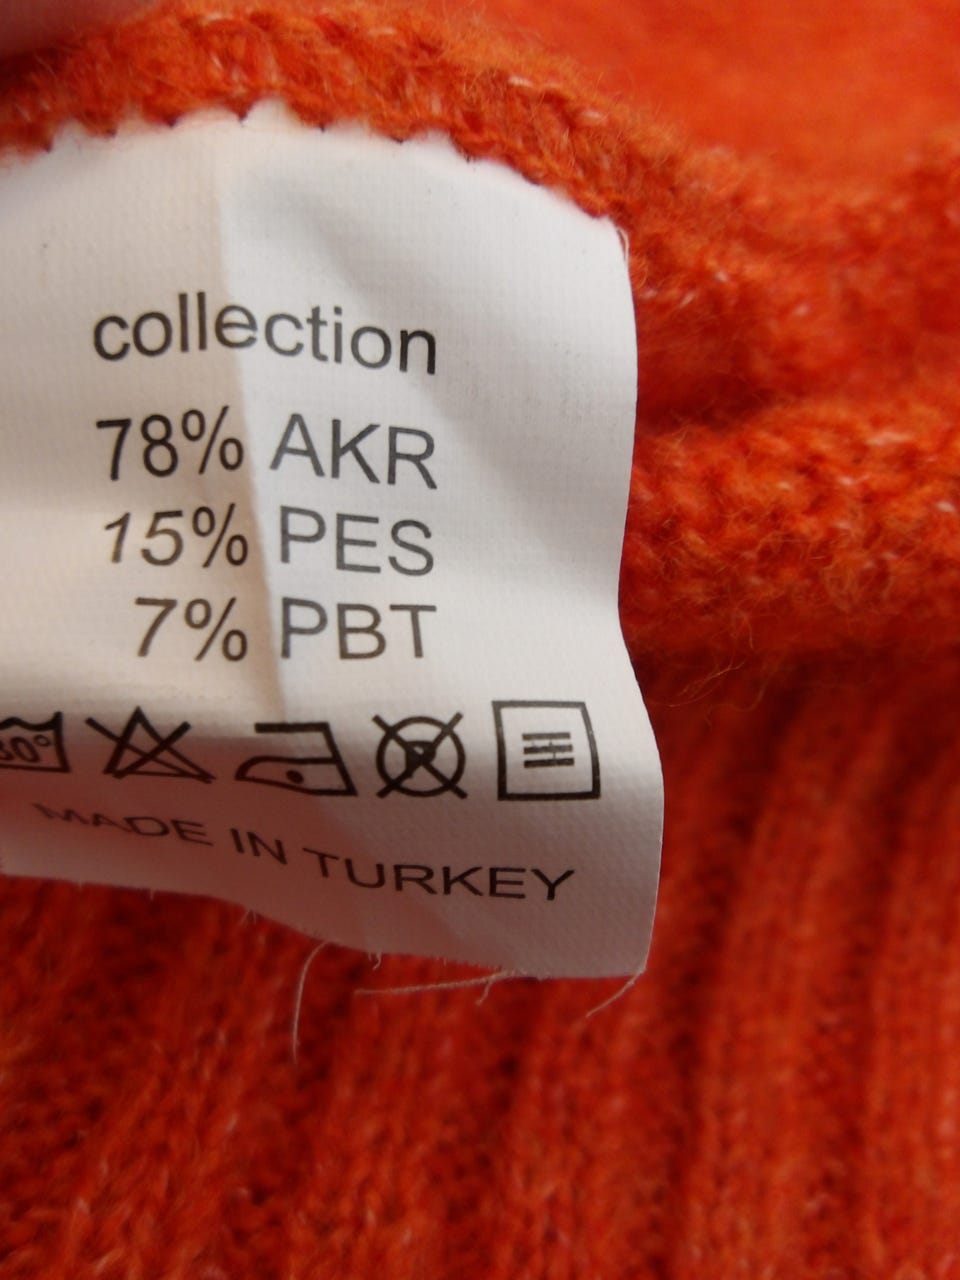 collection
78% AKR
15% PES
7% PBT
30°
MADE IN TURKEY